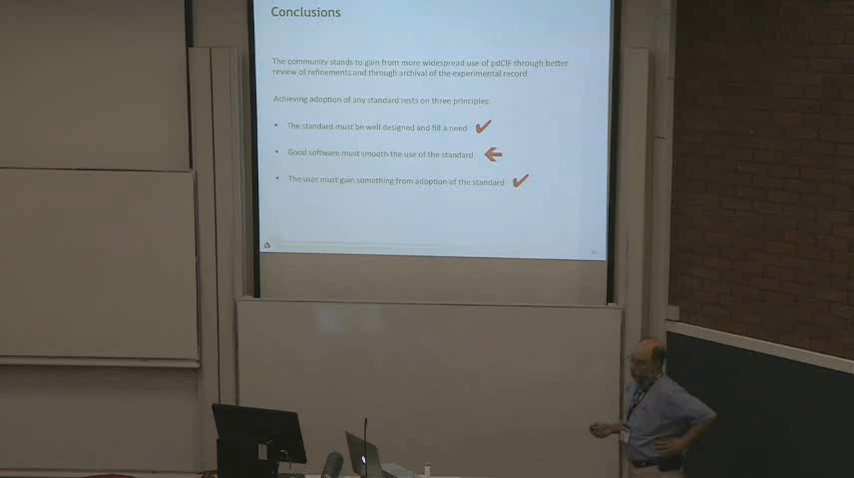 Conclusions
The community stands to gain from more widespread use of pdCIF through better
review of refinements and through archival of the experimental record
Achieving adoption of any standard rests on three principles:
• The standard must be well designed and fill a need
• Good software must smooth the use of the standard
• The user must gain something from adoption of the standard